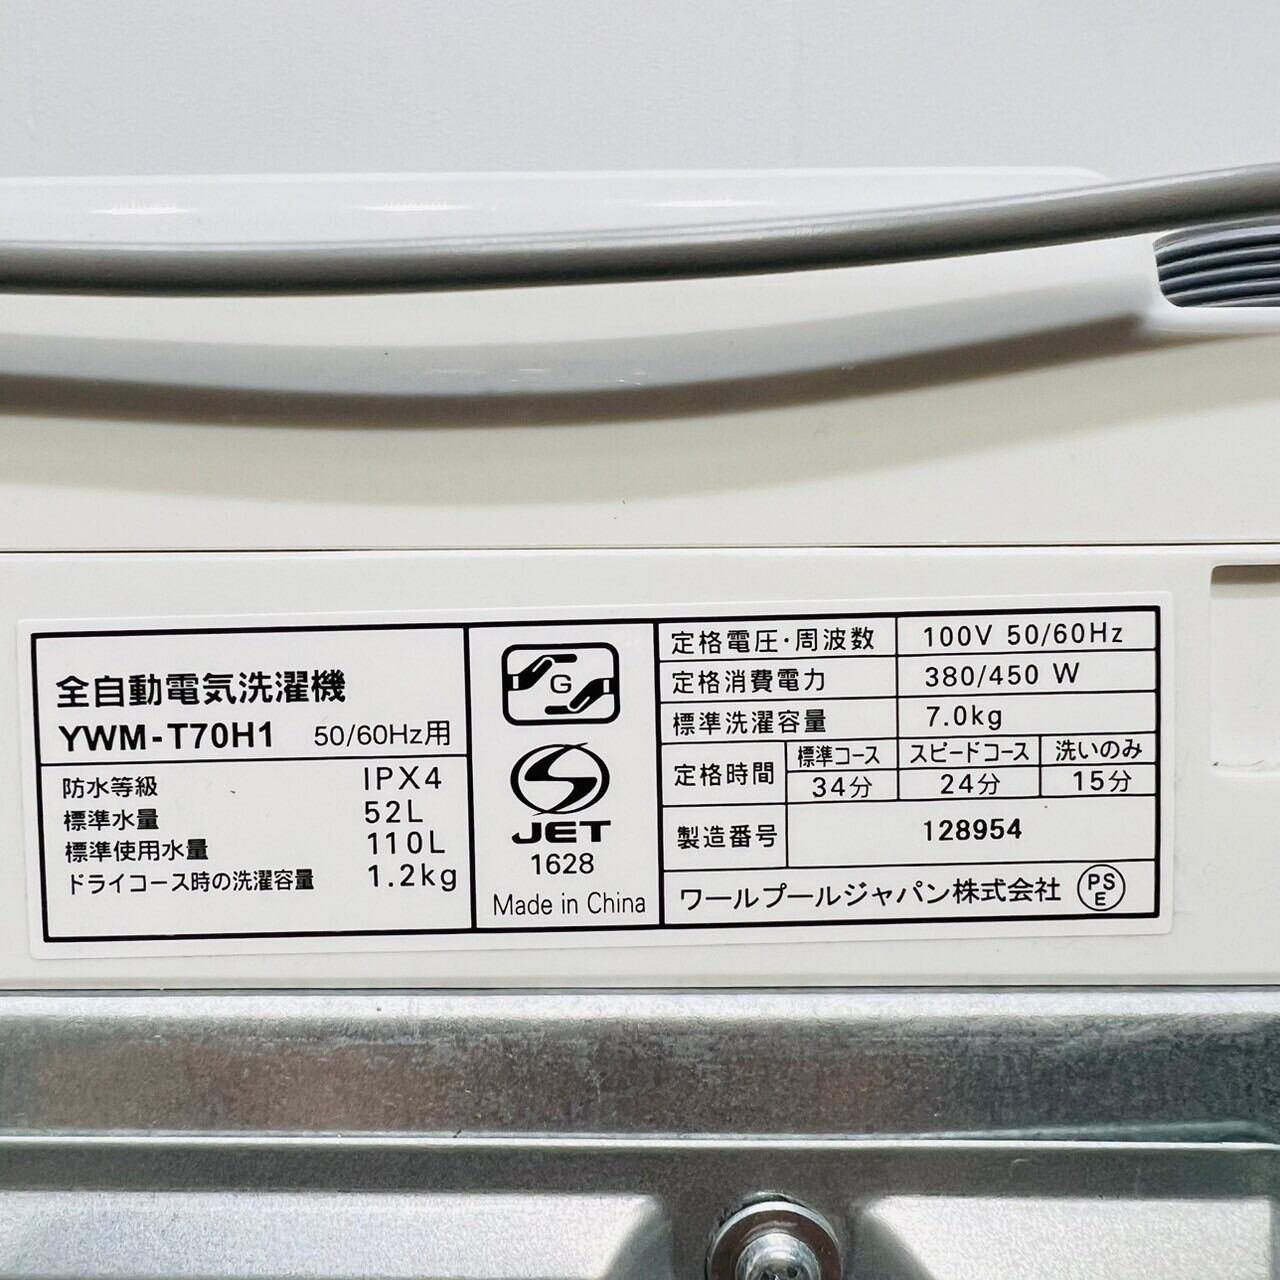 全自動電気洗濯機
YWM-T70H1 50/60Hz用
防水等級 IPX4
標準水量 52L
標準使用水量 110L
ドライコース時の洗濯容量 1.2kg
G
S
JET
1628
Made in China
定格電圧・周波数 100V 50/60Hz
定格消費電力 380/450 W
標準洗濯容量 7.0kg
定格時間 標準コース スピードコース 洗いのみ
34分 24分 15分
製造番号 128954
ワールプールジャパン株式会社 PS
E